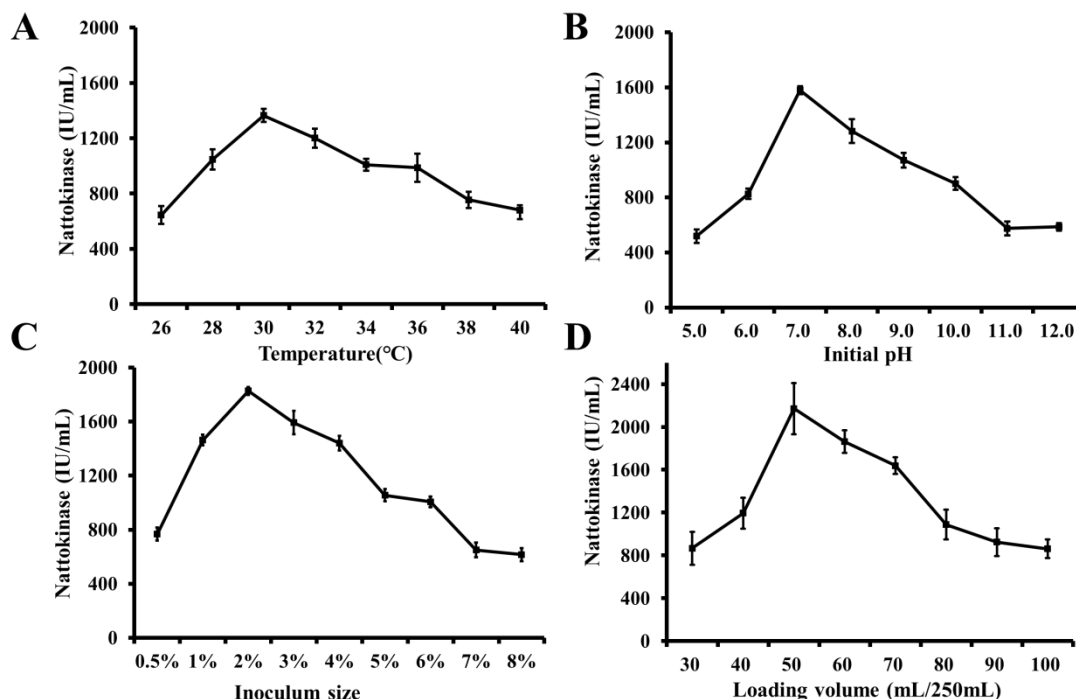 A
Nattokinase (IU/mL)
2000
1600
1200
800
400
0
26 28 30 32 34 36 38 40
Temperature(°C)
B
Nattokinase (IU/mL)
2000
1600
1200
800
400
0
5.0 6.0 7.0 8.0 9.0 10.0 11.0 12.0
Initial pH
C
Nattokinase (IU/mL)
2000
1600
1200
800
400
0
0.5% 1% 2% 3% 4% 5% 6% 7% 8%
Inoculum size
D
Nattokinase (IU/mL)
2400
2000
1600
1200
800
400
0
30 40 50 60 70 80 90 100
Loading volume (mL/250mL)